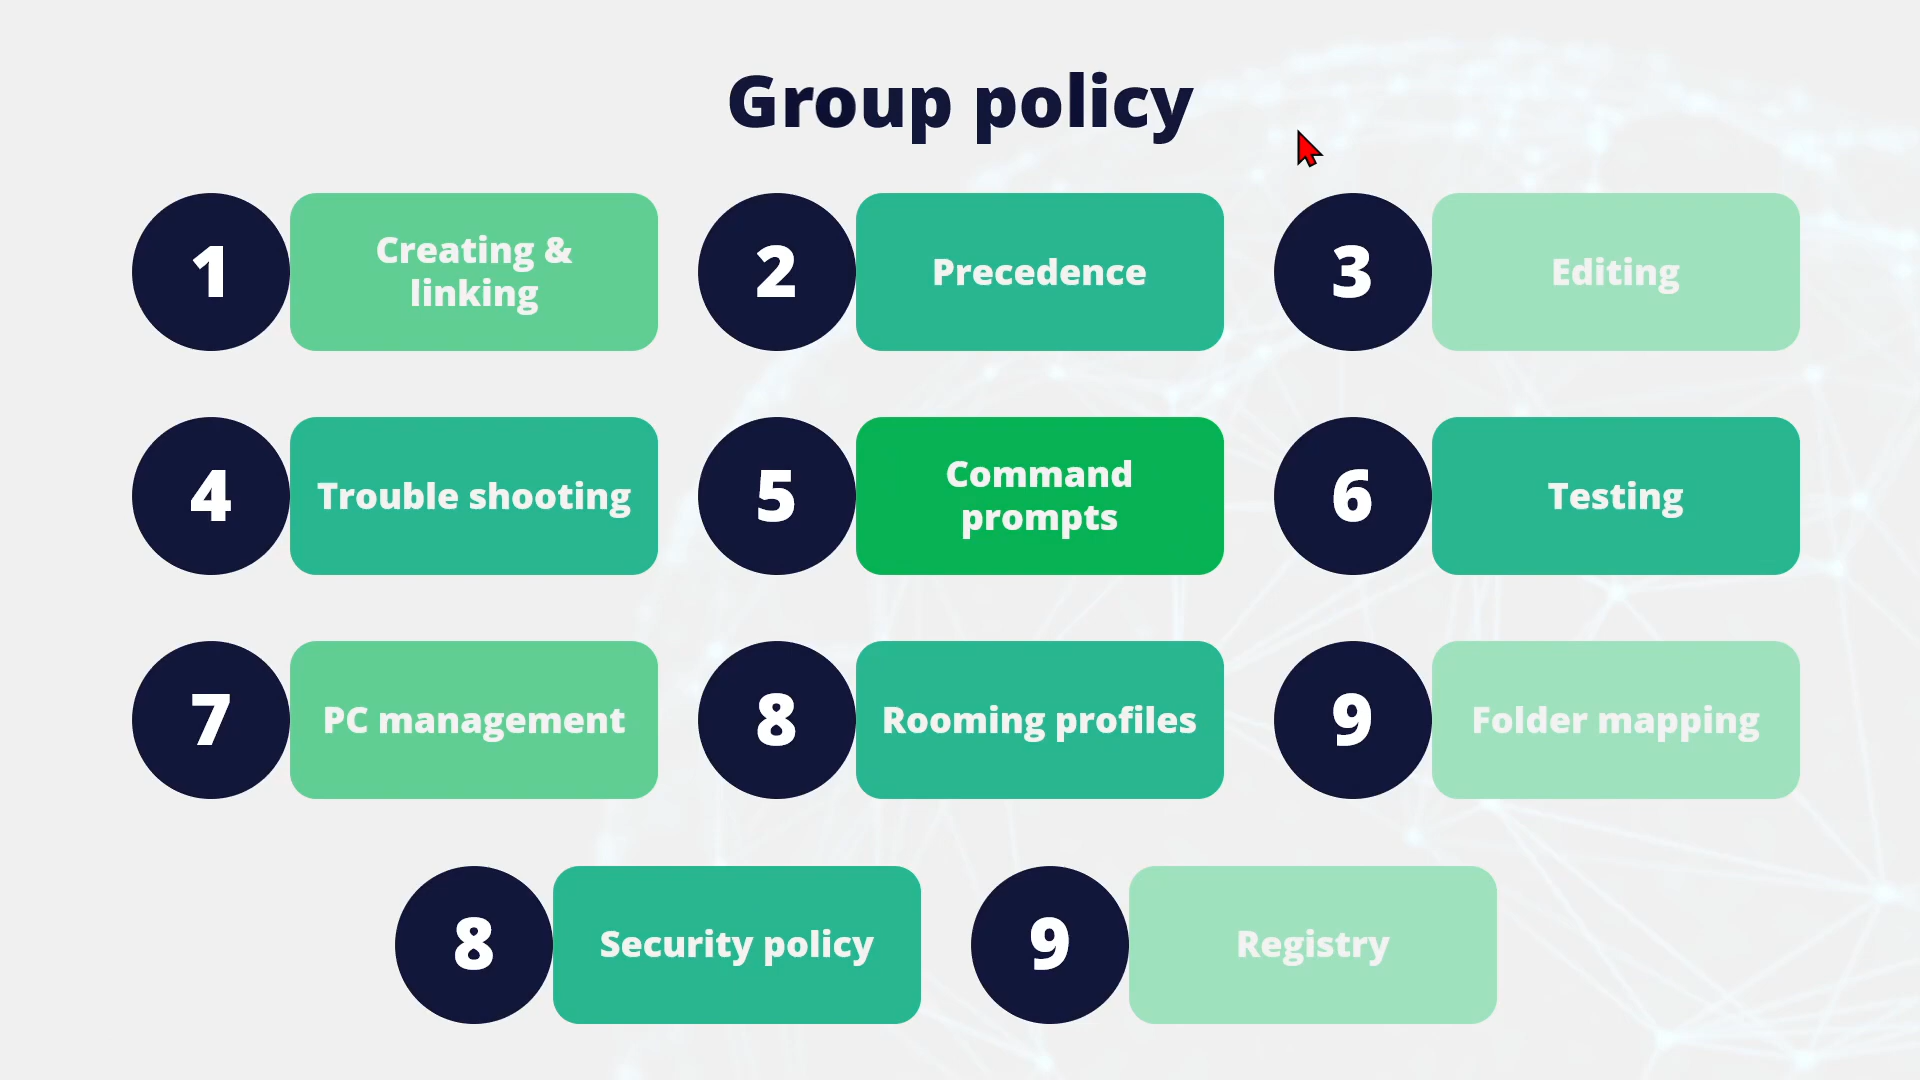 Group policy
1
Creating &
linking
2
Precedence
3
Editing
4
Trouble shooting
5
Command
prompts
6
Testing
7
PC management
8
Rooming profiles
9
Folder mapping
8
Security policy
9
Registry